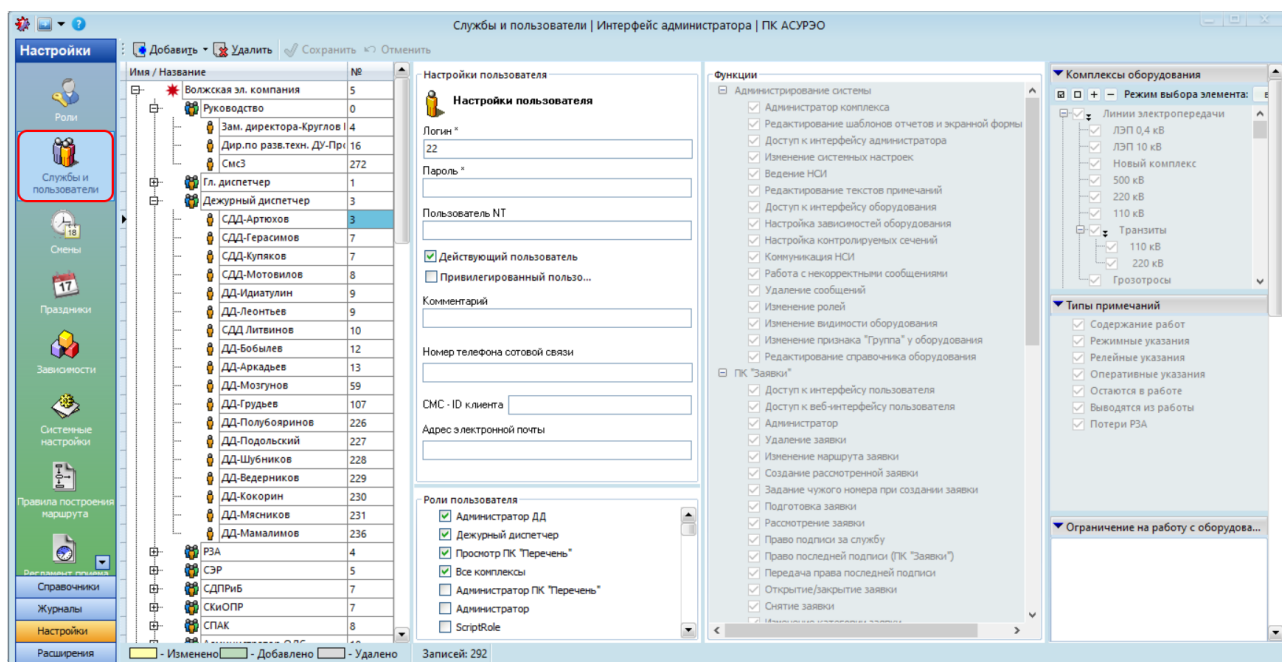 Службы и пользователи | Интерфейс администратора | ПК АСУРЭО
Настройки
Добавить
Удалить
Сохранить
Отменить
Роли
Службы и
пользователи
18
Смены
17
Праздники
Зависимости
Системные
настройки
Правила построения
маршрута
Справочники
Журналы
Настройки
Расширения
Имя / Название №
Волжская эл. компания 5
Руководство 0
Зам. директора-Круглов 4
Дир.по разв.техн. ДУ-Про 16
Смс3 272
Гл. диспетчер 1
Дежурный диспетчер 3
СДД-Артюхов 3
СДД-Герасимов 7
СДД-Купяков 7
СДД-Мотовилов 8
ДД-Идиатулин 9
ДД-Леонтьев 9
СДД Литвинов 10
ДД-Бобылев 12
ДД-Аркадьев 13
ДД-Мозгунов 59
ДД-Грудьев 107
ДД-Полубояринов 226
ДД-Подольский 227
ДД-Шубников 228
ДД-Ведерников 229
ДД-Кокорин 230
ДД-Мясников 231
ДД-Мамалимов 236
РЗА 4
СЭР 5
СДПРиБ 7
СКиОПР 7
СПАК 8
- Изменено - Добавлено - Удалено Записей: 292
Настройки пользователя
Настройки пользователя
Логин *
22
Пароль *
Пользователь NT
Действующий пользователь
Привилегированный пользо...
Комментарий
Номер телефона сотовой связи
СМС - ID клиента
Адрес электронной почты
Роли пользователя
Администратор ДД
Дежурный диспетчер
Просмотр ПК "Перечень"
Все комплексы
Администратор ПК "Перечень"
Администратор
ScriptRole
Функции
Администрирование системы
Администратор комплекса
Редактирование шаблонов отчетов и экранной формы
Доступ к интерфейсу администратора
Изменение системных настроек
Ведение НСИ
Редактирование текстов примечаний
Доступ к интерфейсу оборудования
Настройка зависимостей оборудования
Настройка контролируемых сечений
Коммуникация НСИ
Работа с некорректными сообщениями
Удаление сообщений
Изменение ролей
Изменение видимости оборудования
Изменение признака "Группа" у оборудования
Редактирование справочника оборудования
ПК "Заявки"
Доступ к интерфейсу пользователя
Доступ к веб-интерфейсу пользователя
Администратор
Удаление заявки
Изменение маршрута заявки
Создание рассмотренной заявки
Задание чужого номера при создании заявки
Подготовка заявки
Рассмотрение заявки
Право подписи за службу
Право последней подписи (ПК "Заявки")
Передача права последней подписи
Открытие/закрытие заявки
Снятие заявки
Комплексы оборудования
Режим выбора элемента:
Линии электропередачи
ЛЭП 0,4 кВ
ЛЭП 10 кВ
Новый комплекс
500 кВ
220 кВ
110 кВ
Транзиты
110 кВ
220 кВ
Грозотросы
Типы примечаний
Содержание работ
Режимные указания
Релейные указания
Оперативные указания
Остаются в работе
Выводятся из работы
Потери РЗА
Ограничение на работу с оборудова...